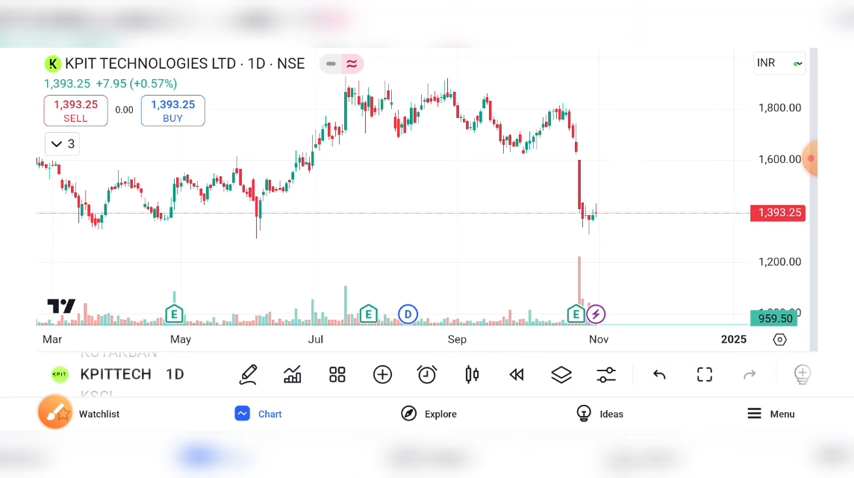 K KPIT TECHNOLOGIES LTD · 1D · NSE
1,393.25 +7.95 (+0.57%)
1,393.25 SELL
0.00
1,393.25 BUY
3
INR
1,800.00
1,600.00
1,393.25
1,200.00
959.50
E E D E
Mar May Jul Sep Nov 2025
KPIT KPITTECH 1D
Watchlist Chart Explore Ideas Menu